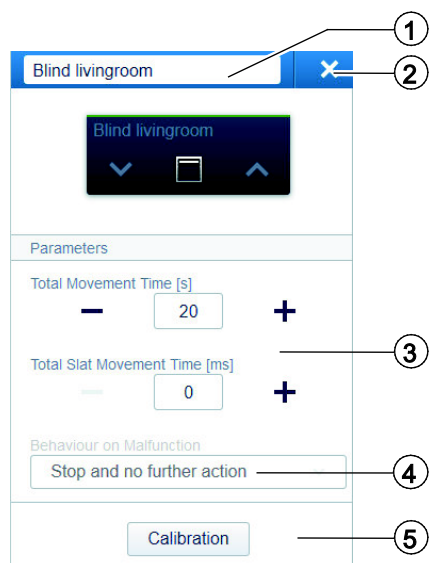 1
Blind livingroom
2
Blind livingroom
Parameters
Total Movement Time [s]
20
3
Total Slat Movement Time [ms]
0
Behaviour on Malfunction
Stop and no further action
4
Calibration
5